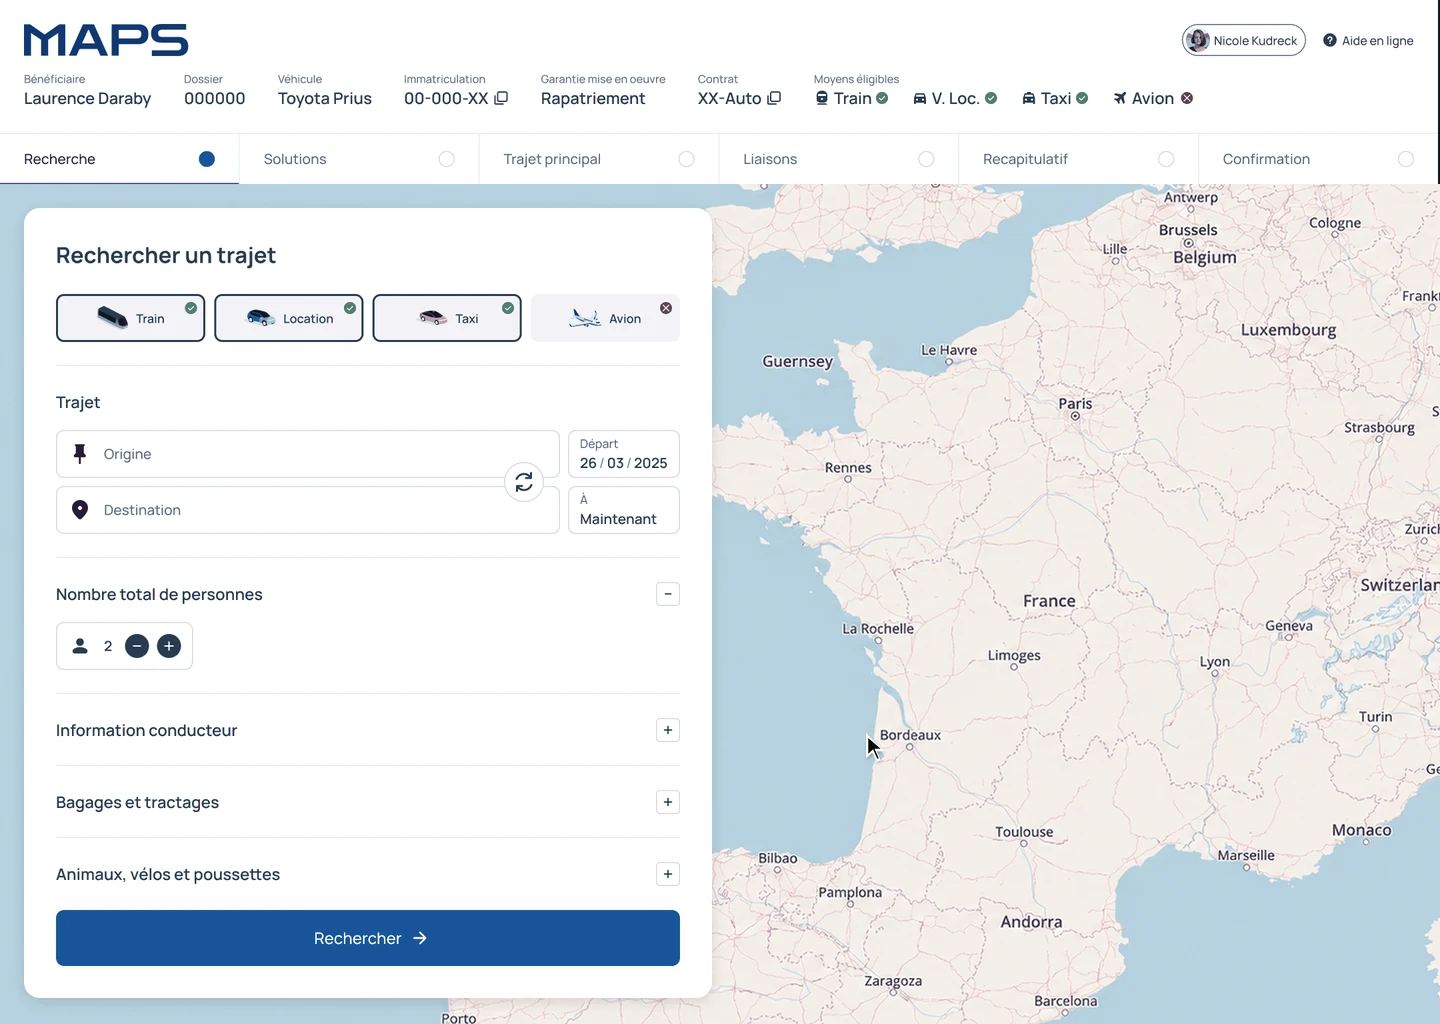 MAPS
Nicole Kudreck
Aide en ligne
Bénéficiaire
Laurence Daraby
Dossier
000000
Véhicule
Toyota Prius
Immatriculation
00-000-XX
Garantie mise en oeuvre
Rapatriement
Contrat
XX-Auto
Moyens éligibles
Train
V. Loc.
Taxi
Avion
Recherche
Solutions
Trajet principal
Liaisons
Recapitulatif
Confirmation
Rechercher un trajet
Train
Location
Taxi
Avion
Trajet
Origine
Départ
26 / 03 / 2025
Destination
À
Maintenant
Nombre total de personnes
2
Information conducteur
Bagages et tractages
Animaux, vélos et poussettes
Rechercher
Antwerp
Brussels
Cologne
Lille
Belgium
Luxembourg
Guernsey
Le Havre
Paris
Strasbourg
Rennes
France
Geneva
La Rochelle
Limoges
Lyon
Turin
Bordeaux
Toulouse
Monaco
Bilbao
Marseille
Pamplona
Andorra
Zaragoza
Barcelona
Porto